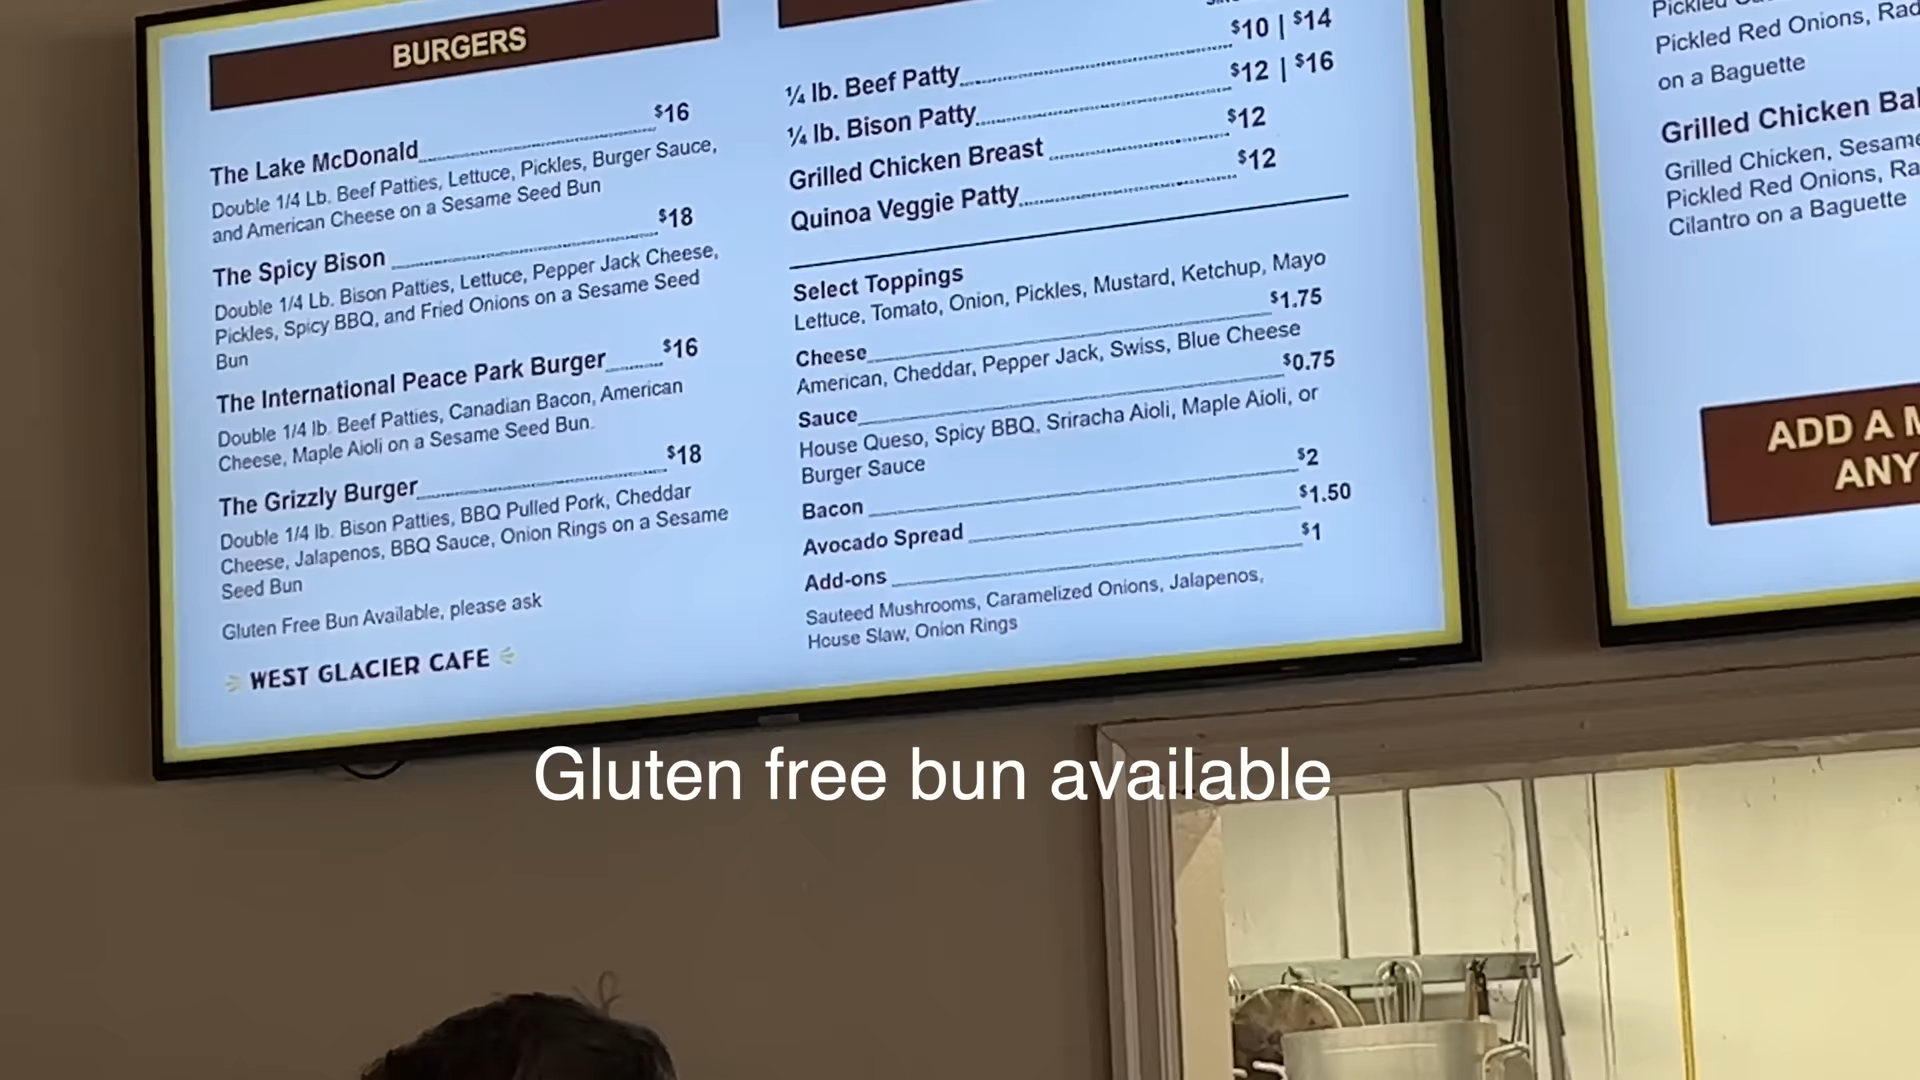 BURGERS
The Lake McDonald $16
Double 1/4 Lb. Beef Patties, Lettuce, Pickles, Burger Sauce,
and American Cheese on a Sesame Seed Bun
The Spicy Bison $18
Double 1/4 Lb. Bison Patties, Lettuce, Pepper Jack Cheese,
Pickles, Spicy BBQ, and Fried Onions on a Sesame Seed
Bun
The International Peace Park Burger $16
Double 1/4 lb. Beef Patties, Canadian Bacon, American
Cheese, Maple Aioli on a Sesame Seed Bun.
The Grizzly Burger $18
Double 1/4 lb. Bison Patties, BBQ Pulled Pork, Cheddar
Cheese, Jalapenos, BBQ Sauce, Onion Rings on a Sesame
Seed Bun
Gluten Free Bun Available, please ask
WEST GLACIER CAFE
¼ lb. Beef Patty $10 | $14
¼ lb. Bison Patty $12 | $16
Grilled Chicken Breast $12
Quinoa Veggie Patty $12
Select Toppings
Lettuce, Tomato, Onion, Pickles, Mustard, Ketchup, Mayo
Cheese $1.75
American, Cheddar, Pepper Jack, Swiss, Blue Cheese
Sauce $0.75
House Queso, Spicy BBQ, Sriracha Aioli, Maple Aioli, or
Burger Sauce
Bacon $2
Avocado Spread $1.50
Add-ons $1
Sauteed Mushrooms, Caramelized Onions, Jalapenos,
House Slaw, Onion Rings
Pickled
Pickled Red Onions, Rad
on a Baguette
Grilled Chicken Ba
Grilled Chicken, Sesame
Pickled Red Onions, Ra
Cilantro on a Baguette
ADD A
ANY
Gluten free bun available